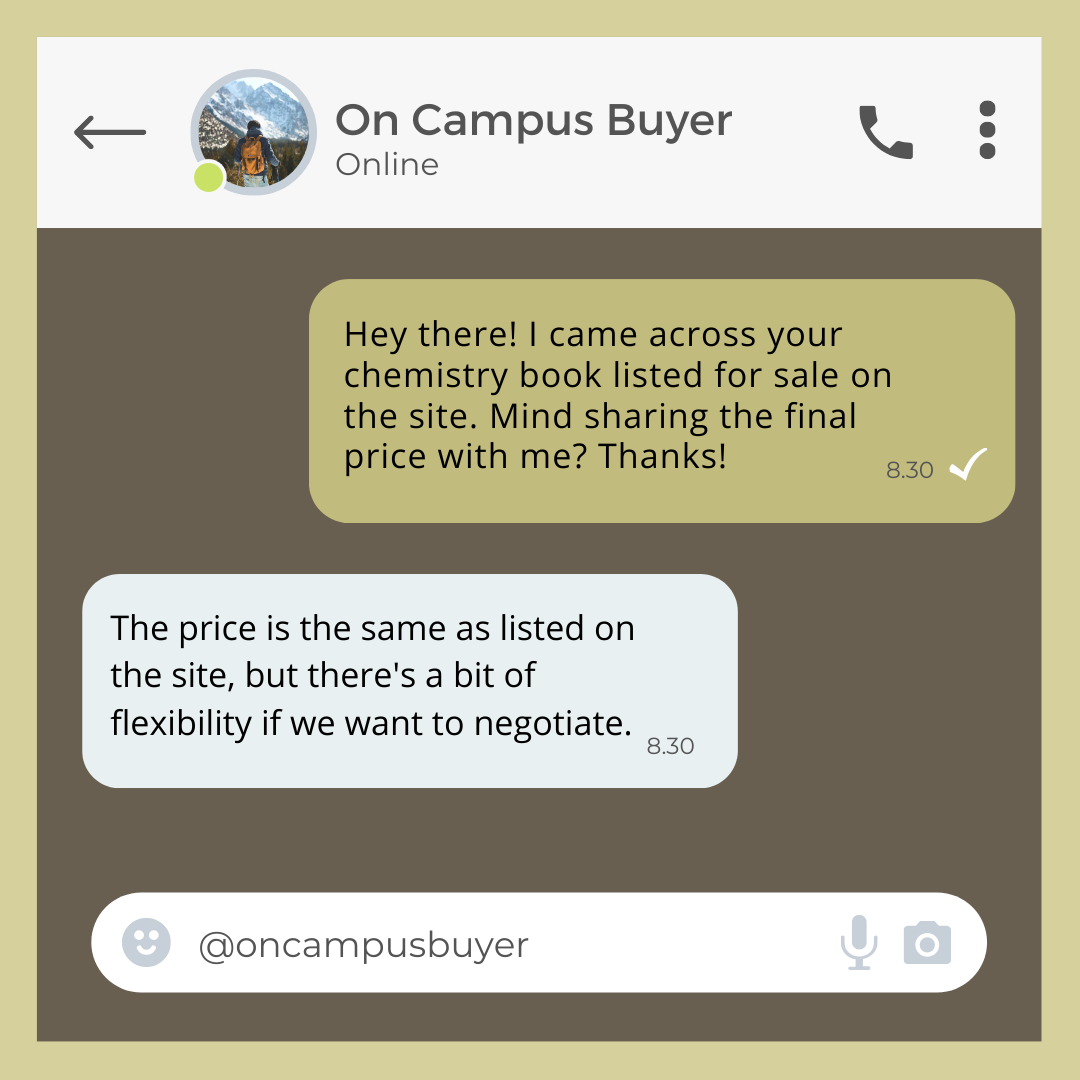 On Campus Buyer
Online
Hey there! I came across your
chemistry book listed for sale on
the site. Mind sharing the final
price with me? Thanks!
8.30
The price is the same as listed on
the site, but there's a bit of
flexibility if we want to negotiate.
8.30
@oncampusbuyer